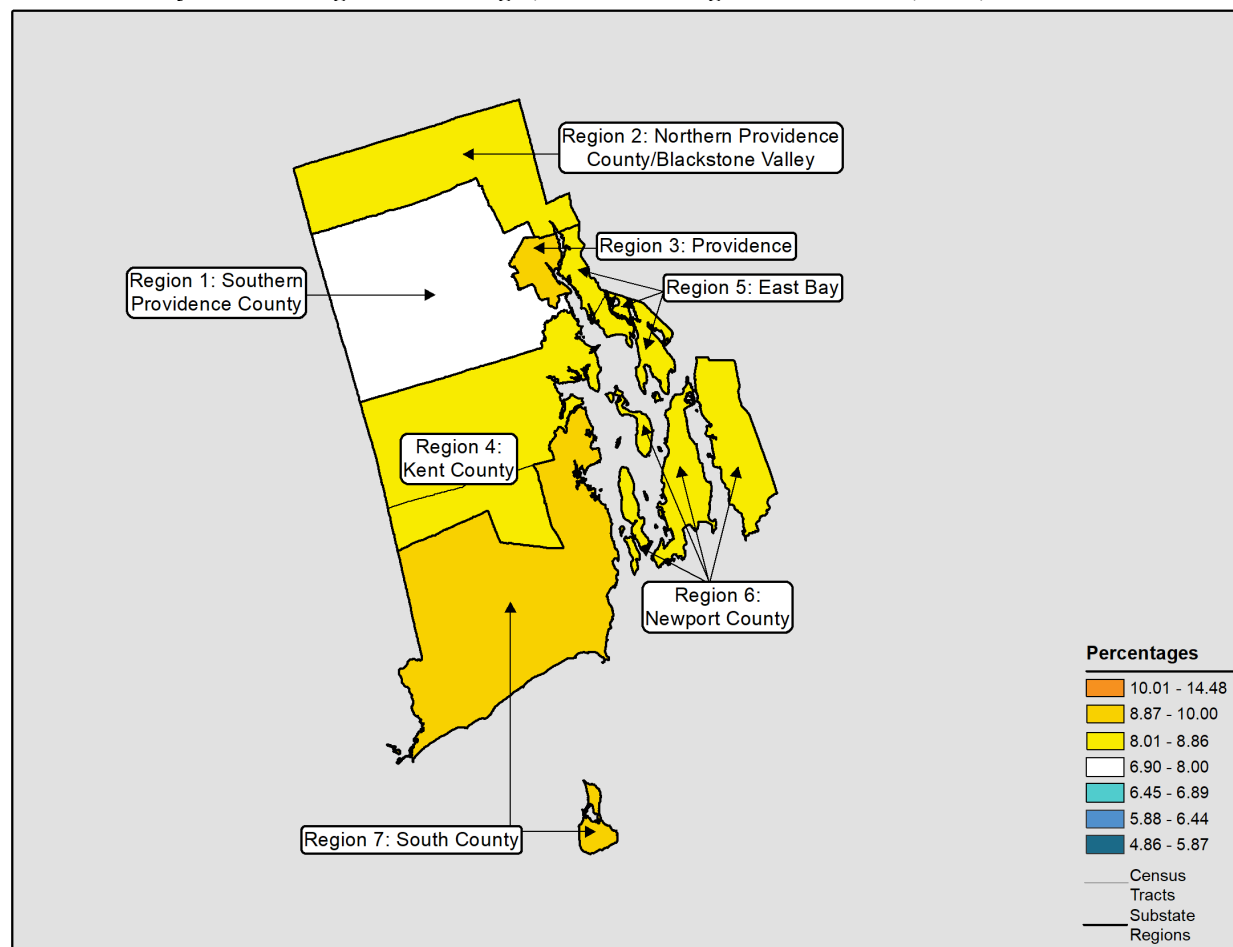 Region 2: Northern Providence
County/Blackstone Valley
Region 3: Providence
Region 1: Southern
Providence County
Region 5: East Bay
Region 4:
Kent County
Region 6:
Newport County
Region 7: South County
Percentages
10.01 - 14.48
8.87 - 10.00
8.01 - 8.86
6.90 - 8.00
6.45 - 6.89
5.88 - 6.44
4.86 - 5.87
Census
Tracts
Substate
Regions